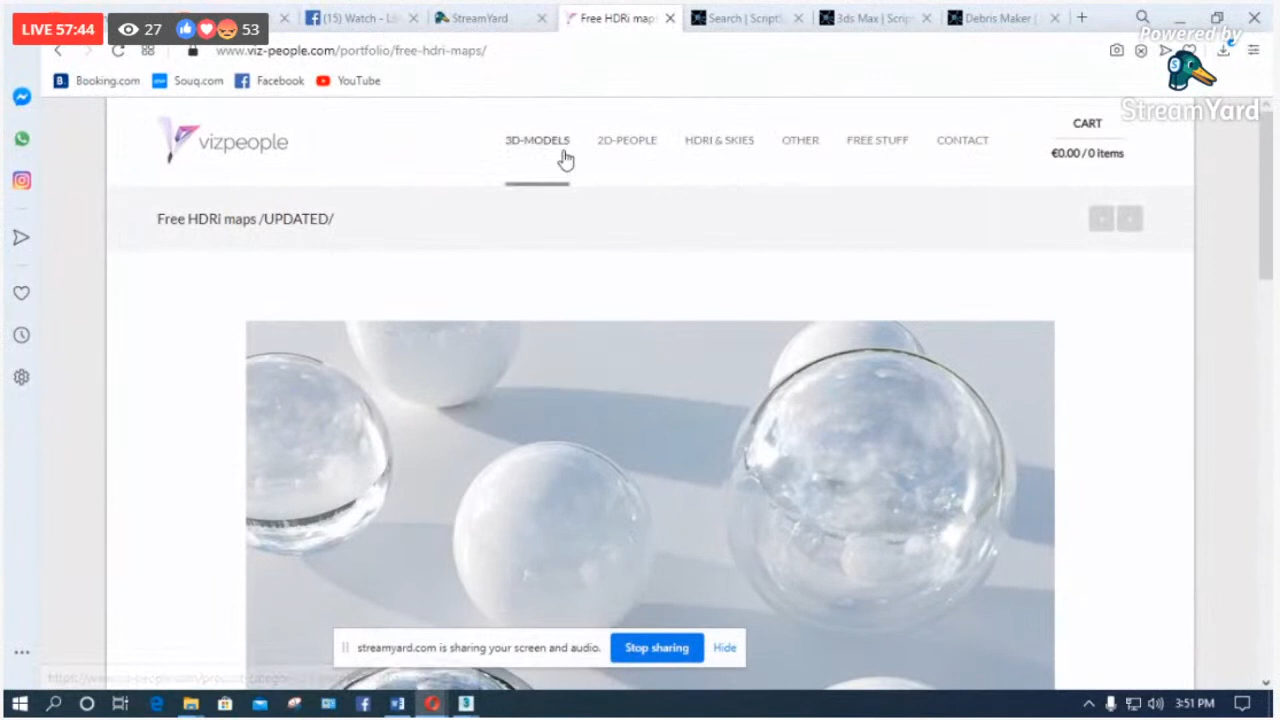 LIVE 57:44
27
53
(15) Watch - Li
StreamYard
Free HDRi map
Search | Script
3ds Max | Scrip
Debris Maker |
www.viz-people.com/portfolio/free-hdri-maps/
Powered by
StreamYard
Booking.com
Souq.com
Facebook
YouTube
vizpeople
3D-MODELS
2D-PEOPLE
HDRI & SKIES
OTHER
FREE STUFF
CONTACT
CART
€0.00 / 0 items
Free HDRi maps /UPDATED/
streamyard.com is sharing your screen and audio.
Stop sharing
Hide
3:51 PM